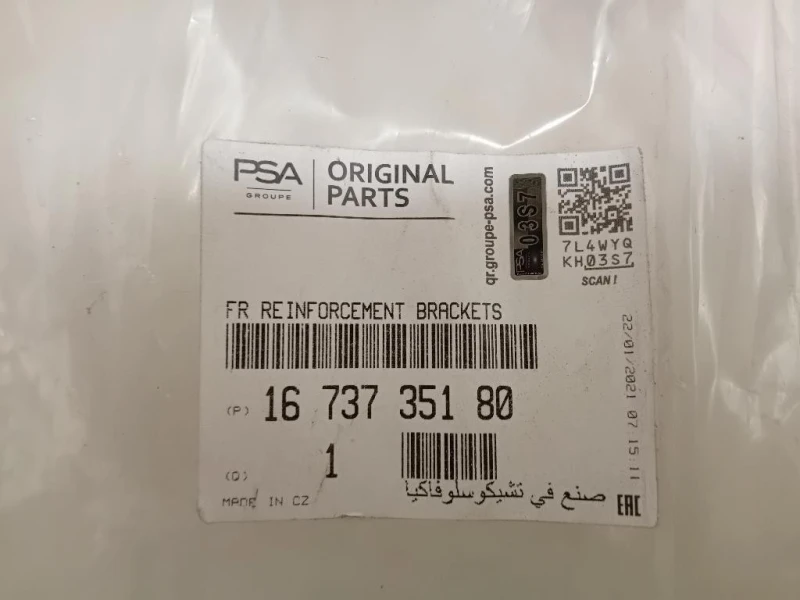 PSA
GROUPE
ORIGINAL
PARTS
qr.groupe-psa.com
PSA 03S7
7L4WYQ
KH03S7
SCAN!
FR REINFORCEMENT BRACKETS
22/01/2021 07:15:11
(P) 16 737 351 80
(Q) 1
MADE IN CZ
صنع في تشيكوسلوفاكيا
EAC